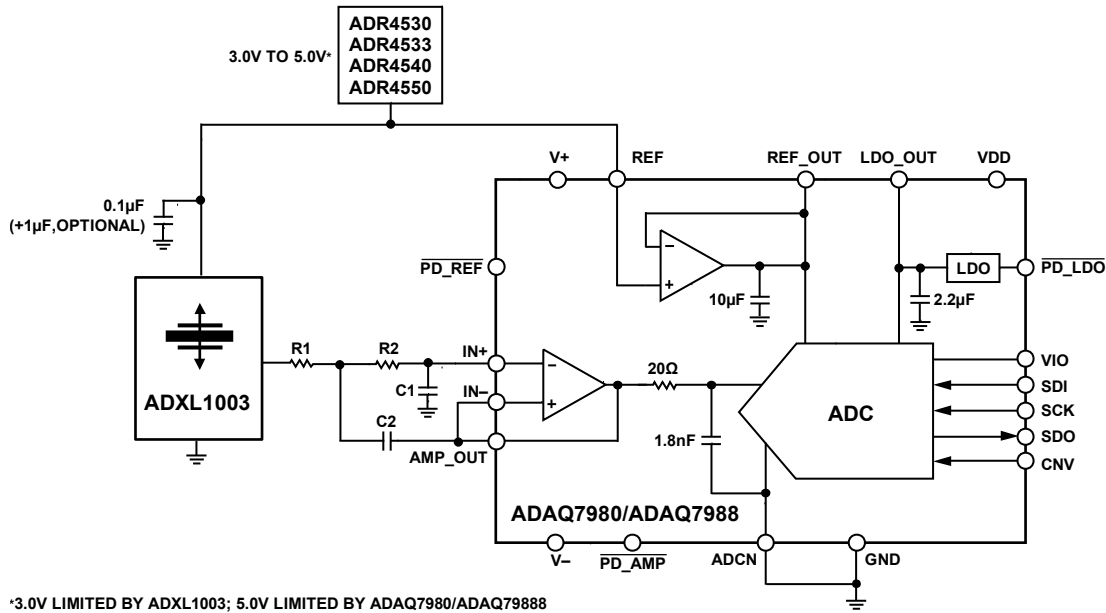 ADR4530
ADR4533
ADR4540
ADR4550
3.0V TO 5.0V*
V+
REF
REF_OUT
LDO_OUT
VDD
0.1µF
(+1µF,OPTIONAL)
PD_REF
−
+
10µF
LDO
2.2µF
PD_LDO
ADXL1003
R1
R2
C1
C2
IN+
IN–
AMP_OUT
−
+
20Ω
1.8nF
ADC
VIO
SDI
SCK
SDO
CNV
ADAQ7980/ADAQ7988
V–
PD_AMP
ADCN
GND
*3.0V LIMITED BY ADXL1003; 5.0V LIMITED BY ADAQ7980/ADAQ79888